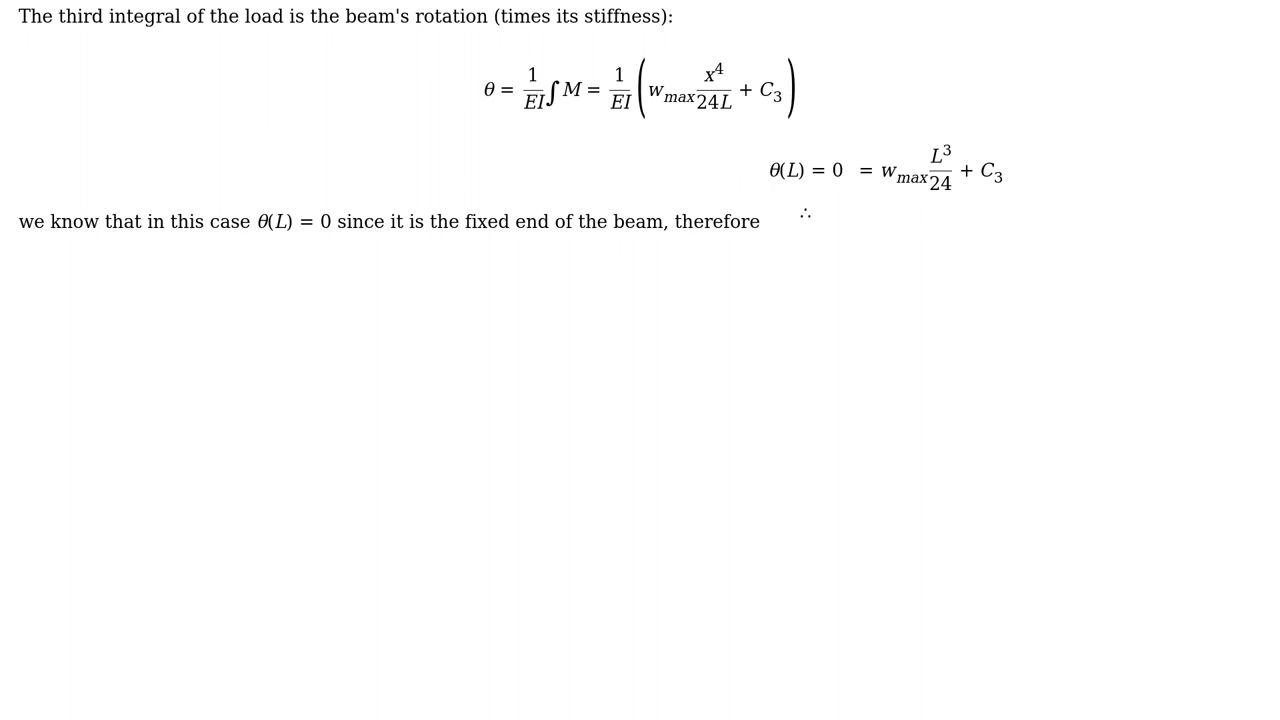 The third integral of the load is the beam's rotation (times its stiffness):
θ = 1/EI ∫ M = 1/EI ( w_max x^4/24L + C_3 )
θ(L) = 0 = w_max L^3/24 + C_3
we know that in this case θ(L) = 0 since it is the fixed end of the beam, therefore ∴